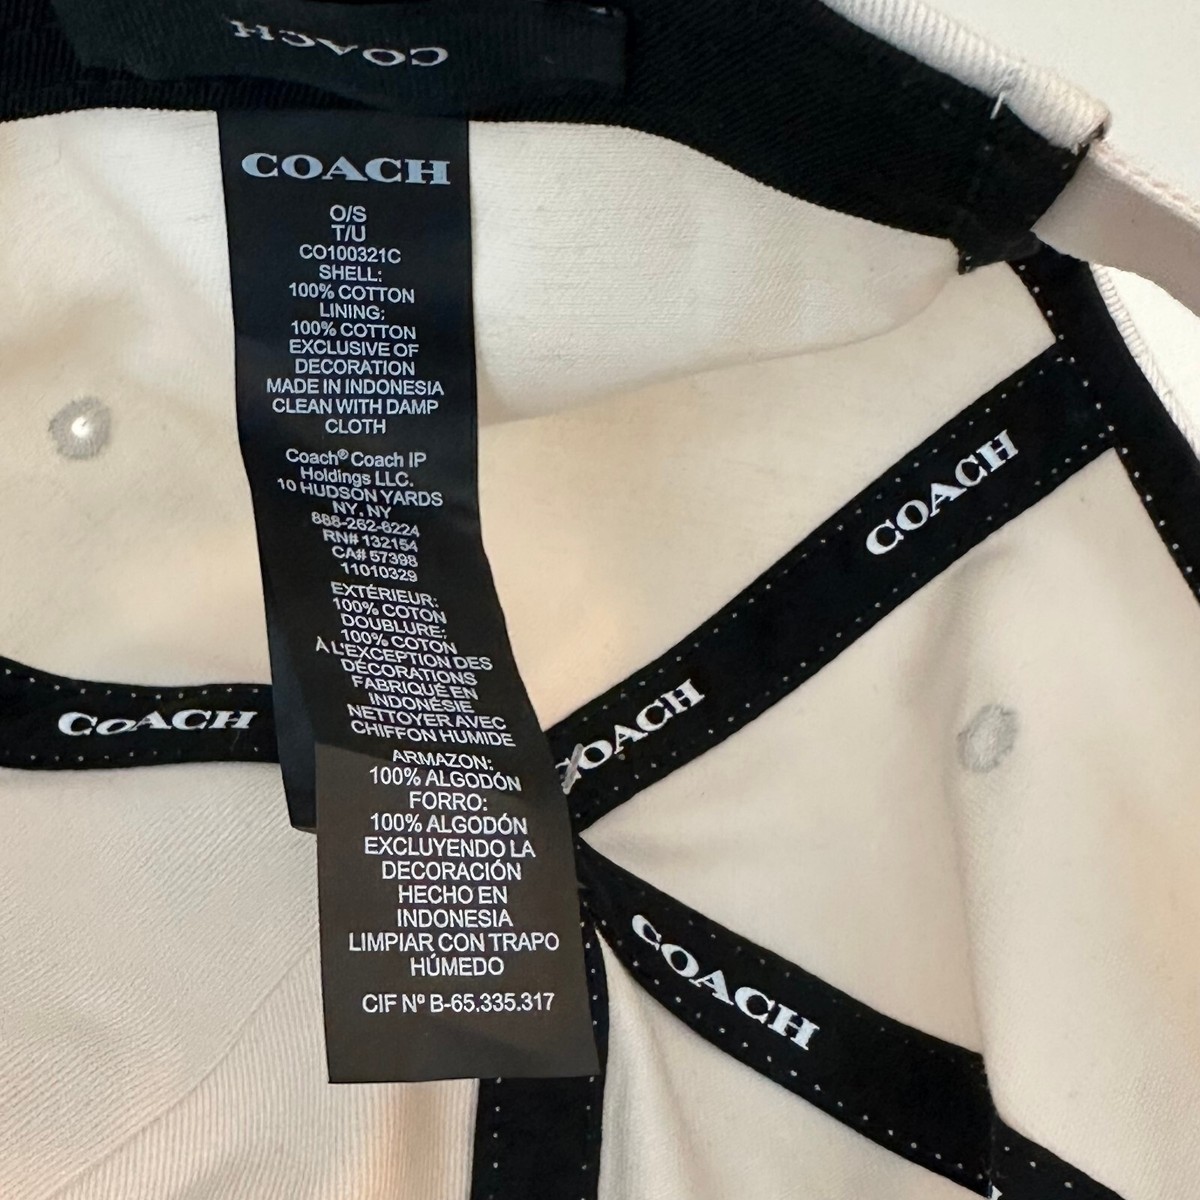 COACH
COACH
O/S
T/U
CO100321C
SHELL:
100% COTTON
LINING:
100% COTTON
EXCLUSIVE OF
DECORATION
MADE IN INDONESIA
CLEAN WITH DAMP
CLOTH
Coach® Coach IP
Holdings LLC.
10 HUDSON YARDS
NY. NY
888-262-6224
RN# 132154
CA# 57398
11010329
EXTÉRIEUR:
100% COTON
DOUBLURE:
100% COTON
À L'EXCEPTION DES
DÉCORATIONS
FABRIQUÉ EN
INDONÉSIE
NETTOYER AVEC
CHIFFON HUMIDE
ARMAZON:
100% ALGODÓN
FORRO:
100% ALGODÓN
EXCLUYENDO LA
DECORACIÓN
HECHO EN
INDONESIA
LIMPIAR CON TRAPO
HÚMEDO
CIF Nº B-65.335.317
COACH
COACH
COACH
COACH